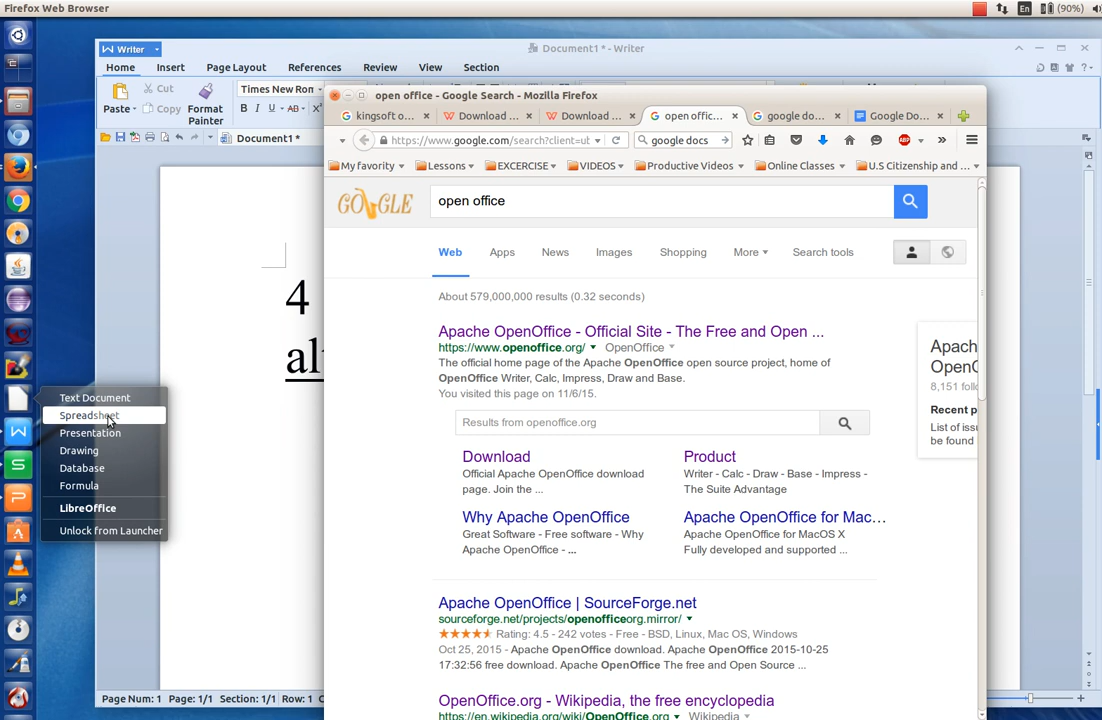 Firefox Web Browser
En
(90%)
Writer
Document1 * - Writer
Home Insert Page Layout References Review View Section
Paste
Cut
Copy
Format
Painter
Times New Ron
B I U AB X
Document1 *
open office - Google Search - Mozilla Firefox
kingsoft o...
Download ...
Download ...
open offic...
google do...
Google Do...
https://www.google.com/search?client=ut
google docs
ABP
My favority
Lessons
EXCERCISE
VIDEOS
Productive Videos
Online Classes
U.S Citizenship and ...
GOOGLE
open office
Web Apps News Images Shopping More Search tools
About 579,000,000 results (0.32 seconds)
Apache OpenOffice - Official Site - The Free and Open ...
https://www.openoffice.org/ OpenOffice
The official home page of the Apache OpenOffice open source project, home of
OpenOffice Writer, Calc, Impress, Draw and Base.
You visited this page on 11/6/15.
Results from openoffice.org
Download
Official Apache OpenOffice download
page. Join the ...
Product
Writer - Calc - Draw - Base - Impress -
The Suite Advantage
Why Apache OpenOffice
Great Software - Free software - Why
Apache OpenOffice - ...
Apache OpenOffice for Mac...
Apache OpenOffice for MacOS X
Fully developed and supported ...
Apache OpenOffice | SourceForge.net
sourceforge.net/projects/openofficeorg.mirror/
Rating: 4.5 - 242 votes - Free - BSD, Linux, Mac OS, Windows
Oct 25, 2015 - Apache OpenOffice download. Apache OpenOffice 2015-10-25
17:32:56 free download. Apache OpenOffice The free and Open Source ...
OpenOffice.org - Wikipedia, the free encyclopedia
https://en.wikipedia.org/wiki/OpenOffice.org Wikipedia
Apach
OpenC
8,151 follo
Recent p
List of issu
be found
4
alt
Text Document
Spreadsheet
Presentation
Drawing
Database
Formula
LibreOffice
Unlock from Launcher
W
S
P
A
Page Num: 1 Page: 1/1 Section: 1/1 Row: 1 C